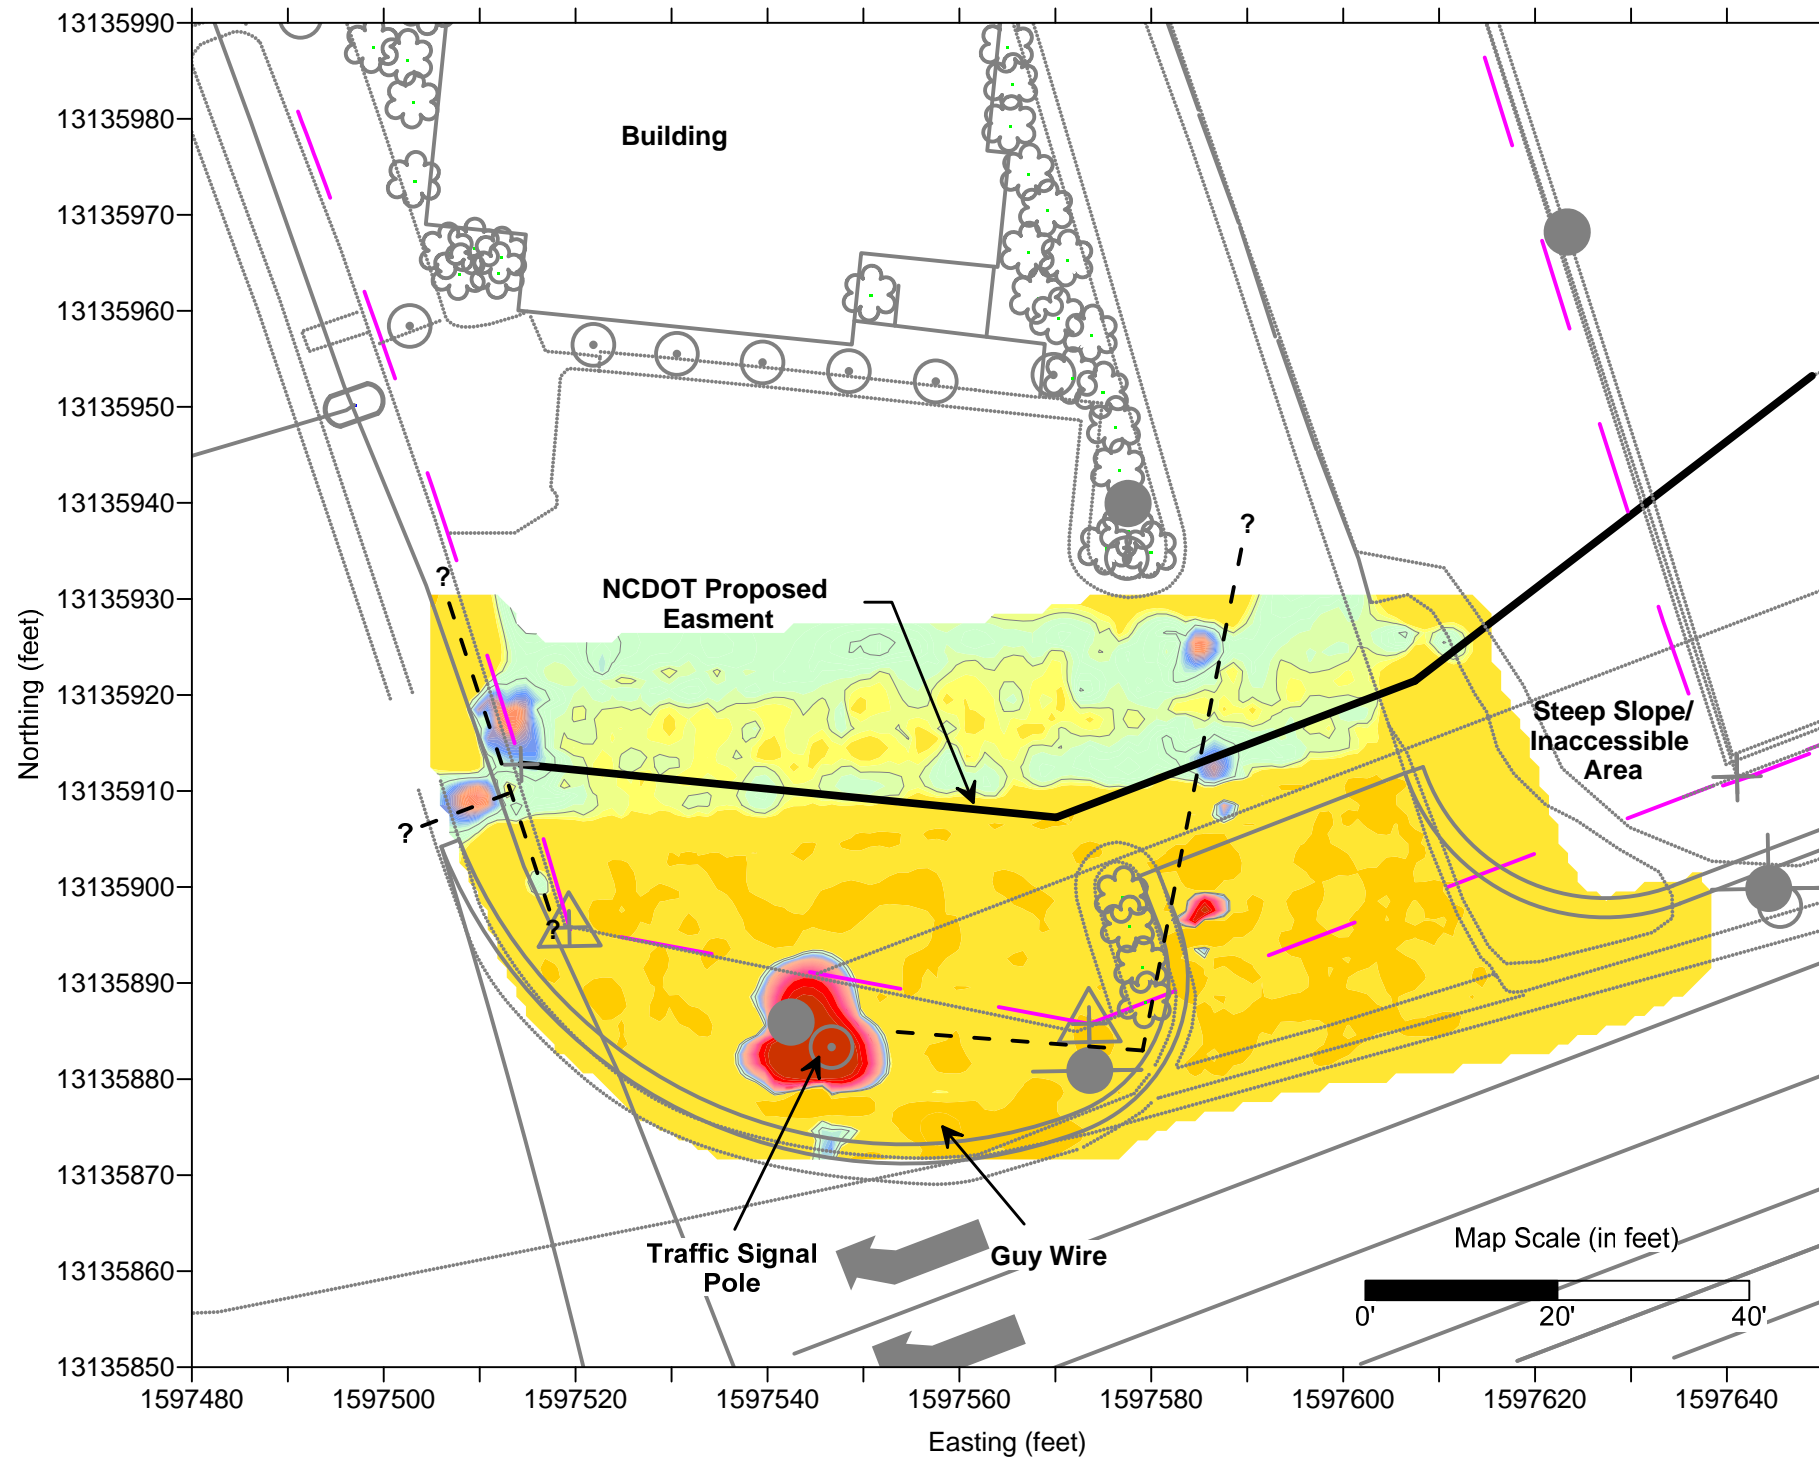 13135990
13135980
13135970
13135960
13135950
13135940
13135930
13135920
13135910
13135900
13135890
13135880
13135870
13135860
13135850
Northing (feet)
Building
?
?
NCDOT Proposed
Easment
Steep Slope/
Inaccessible
Area
?
?
Traffic Signal
Pole
Guy Wire
Map Scale (in feet)
0' 20' 40'
1597480 1597500 1597520 1597540 1597560 1597580 1597600 1597620 1597640
Easting (feet)